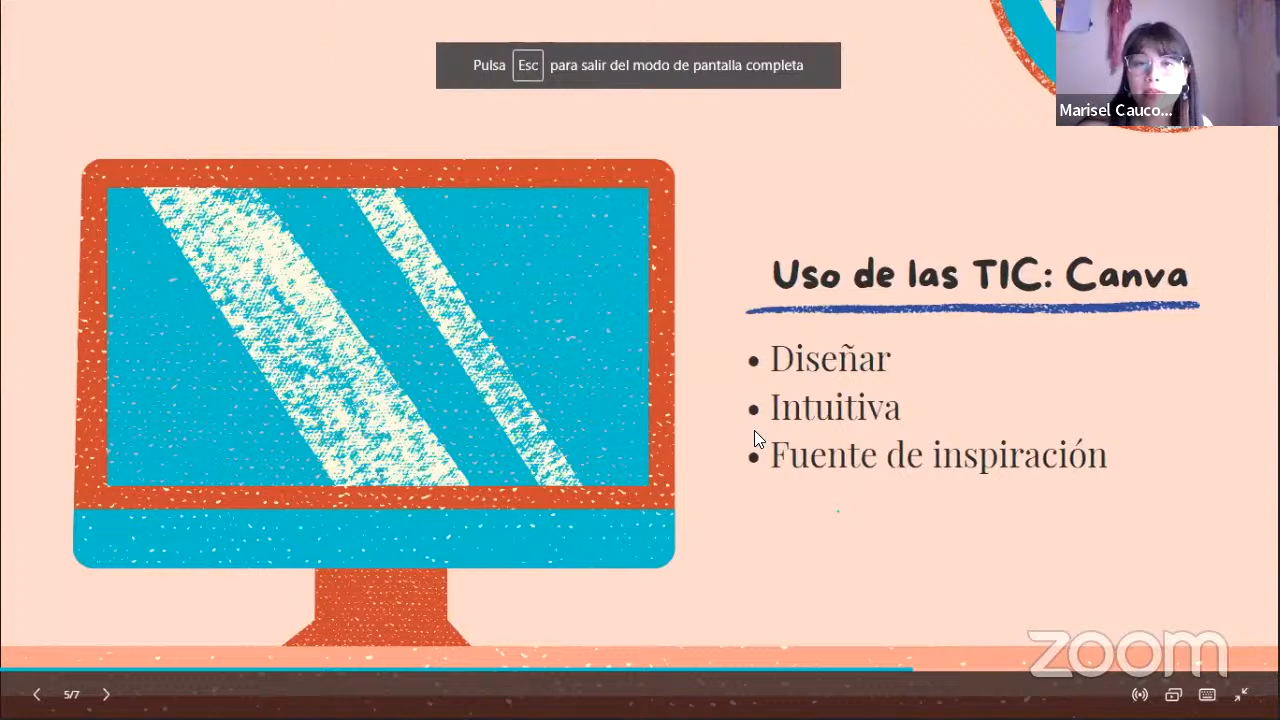 Pulsa Esc para salir del modo de pantalla completa
Marisel Cauco...
Uso de las TIC: Canva
• Diseñar
• Intuitiva
• Fuente de inspiración
zoom
5/7